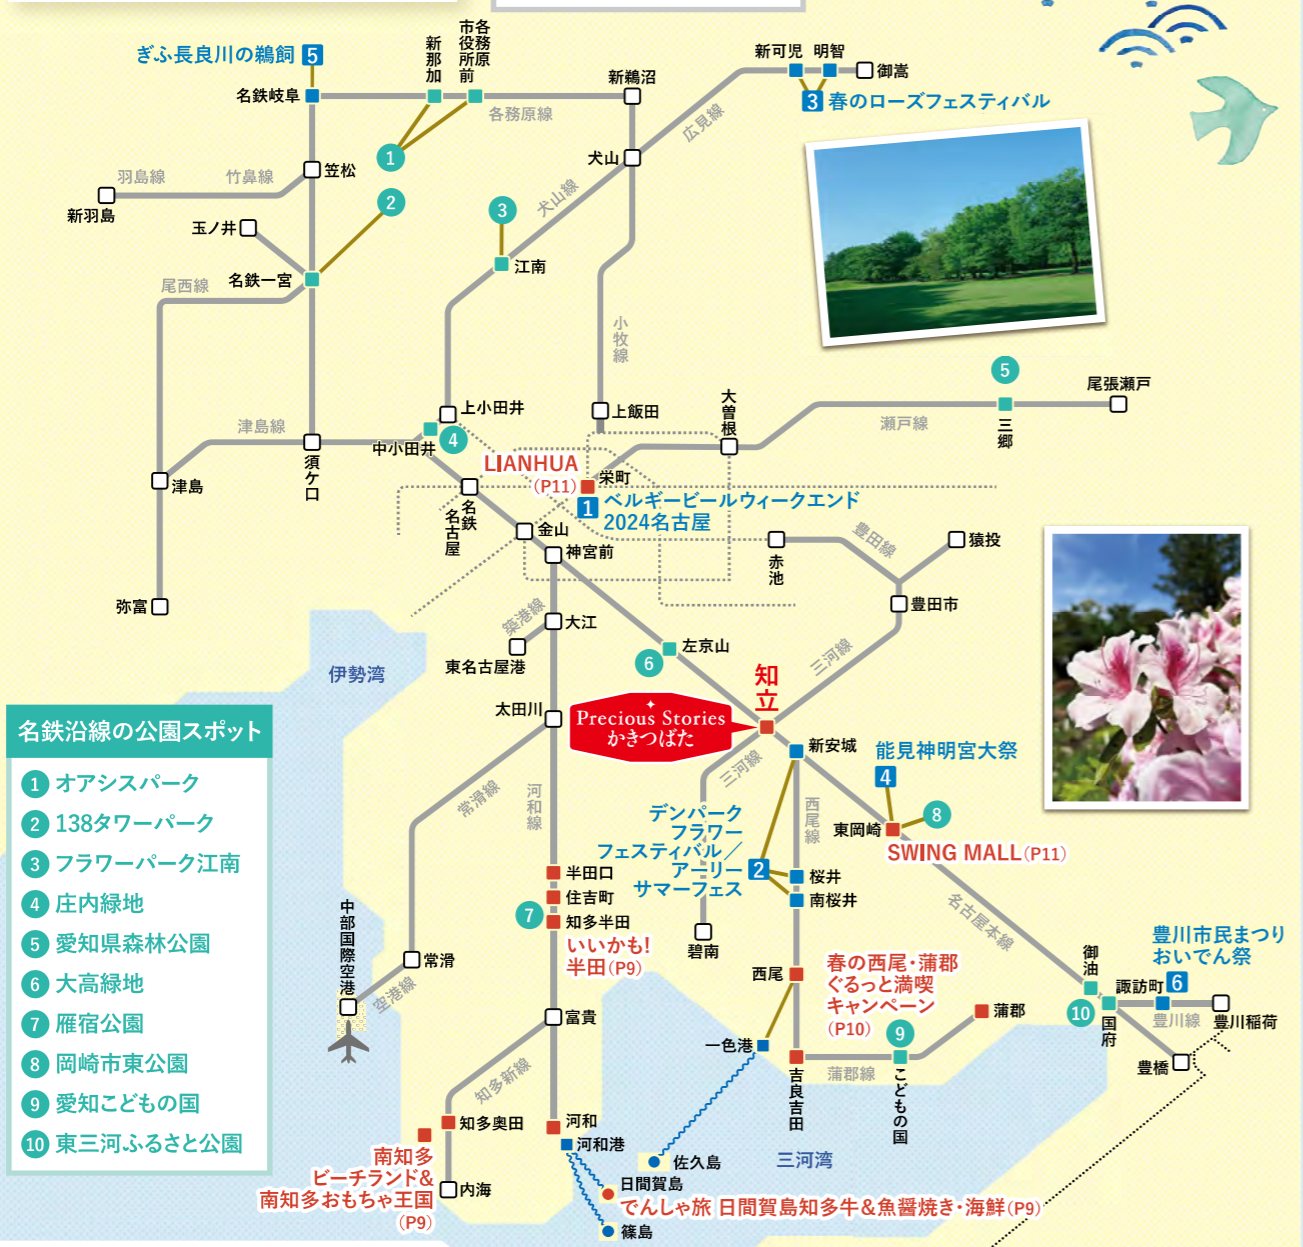 ぎふ長良川の鵜飼 5
名鉄岐阜
新那加
各務原
市役所前
新鵜沼
各務原線
新可児
明智
御嵩
3 春のローズフェスティバル
広見線
1
犬山
羽島線
竹鼻線
笠松
新羽島
玉ノ井
2
3
犬山線
江南
名鉄一宮
尾西線
小牧線
5
尾張瀬戸
三郷
瀬戸線
大曽根
上飯田
上小田井
津島線
中小田井
4
須ケ口
津島
LIANHUA
(P11)
栄町
1
ベルギービールウィークエンド
2024名古屋
名鉄
名古屋
金山
神宮前
赤池
豊田線
猿投
豊田市
弥富
築港線
大江
東名古屋港
左京山
6
三河線
伊勢湾
知立
Precious Stories
かきつばた
太田川
三河線
新安城
能見神明宮大祭
4
名鉄沿線の公園スポット
1 オアシスパーク
2 138タワーパーク
3 フラワーパーク江南
4 庄内緑地
5 愛知県森林公園
6 大高緑地
7 雁宿公園
8 岡崎市東公園
9 愛知こどもの国
10 東三河ふるさと公園
常滑線
河和線
西尾線
デンパーク
フラワー
フェスティバル／
アーリー
サマーフェス
2
東岡崎
8
SWING MALL(P11)
桜井
南桜井
半田口
住吉町
7
知多半田
いいかも!
半田(P9)
碧南
名古屋本線
中部国際空港
常滑
空港線
西尾
春の西尾・蒲郡
ぐるっと満喫
キャンペーン
(P10)
蒲郡
御油
豊川市民まつり
おいでん祭
諏訪町 6
10
国府
豊川線
豊川稲荷
豊橋
富貴
一色港
9
吉良吉田
蒲郡線
こどもの国
知多新線
知多奥田
河和
河和港
佐久島
三河湾
南知多
ビーチランド&
南知多おもちゃ王国
(P9)
内海
日間賀島
でんしゃ旅 日間賀島知多牛&魚醤焼き・海鮮(P9)
篠島